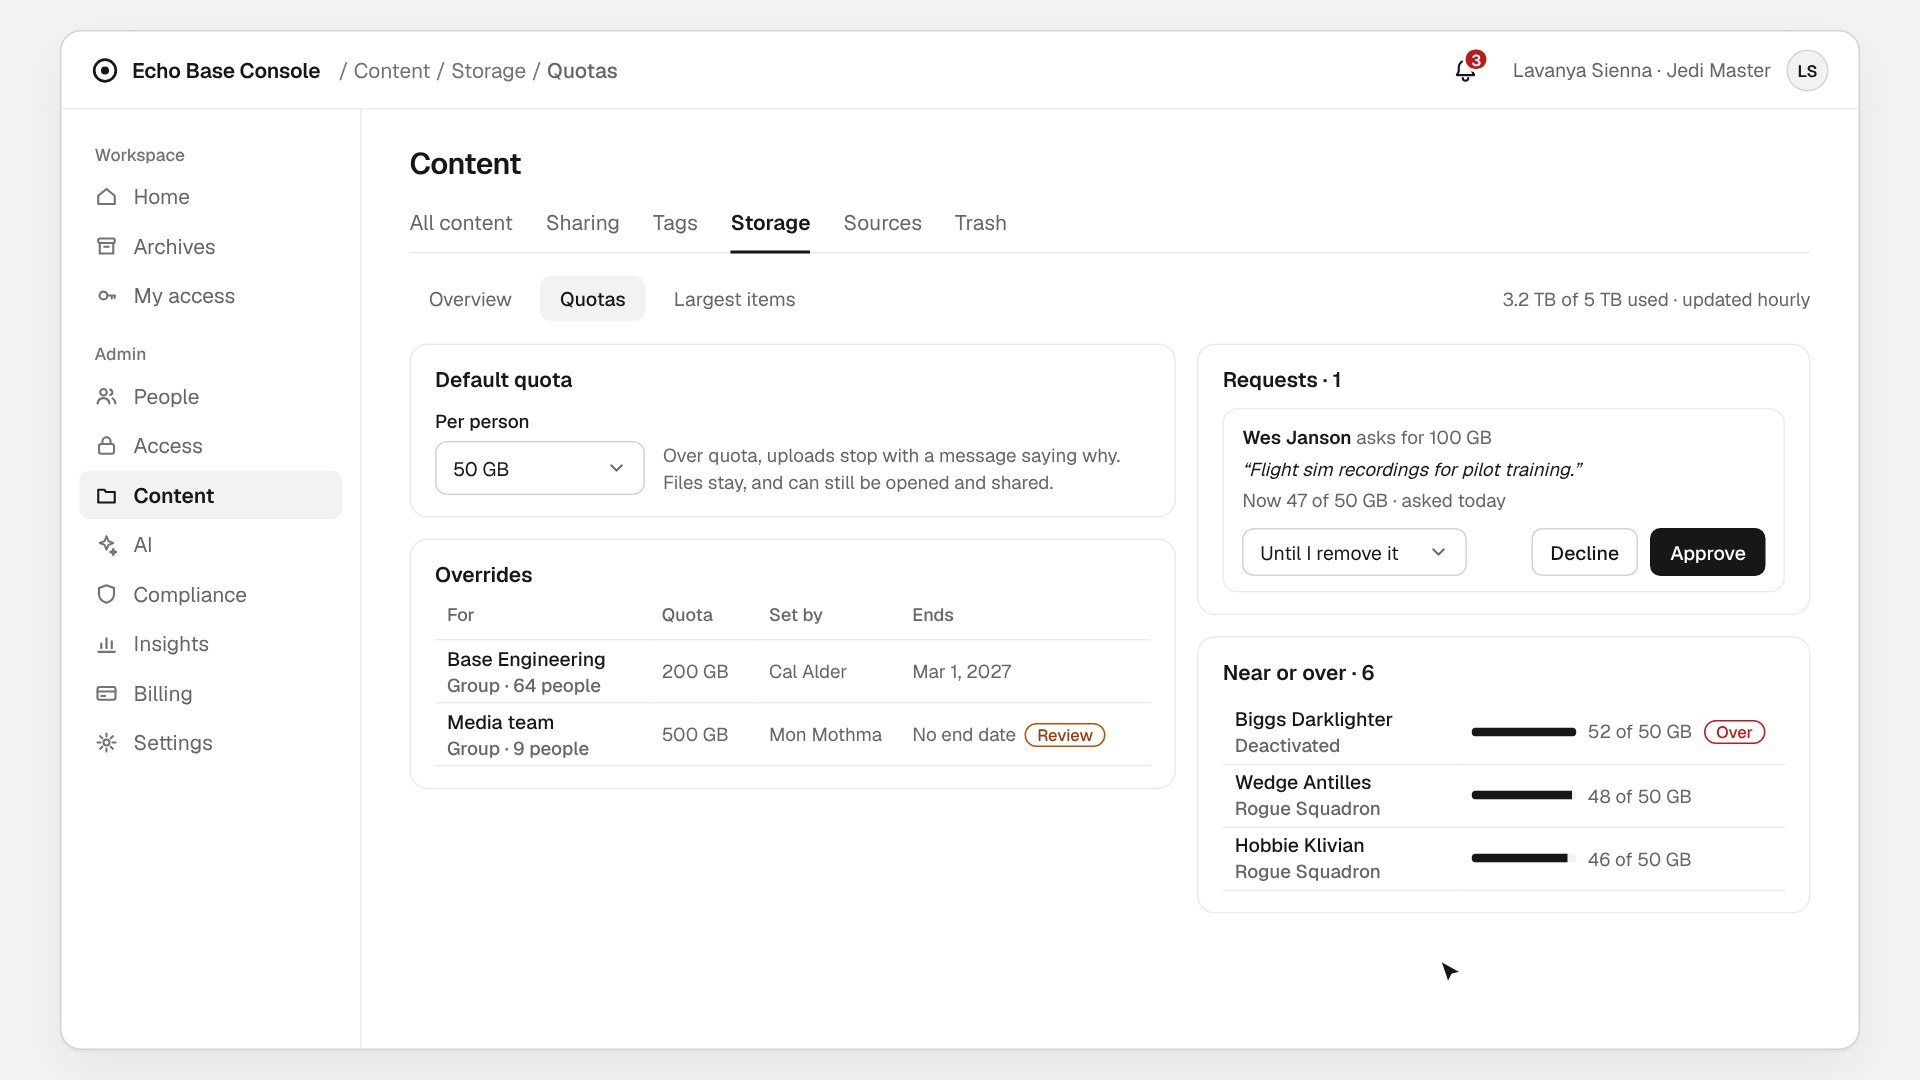 Echo Base Console / Content / Storage / Quotas
3
Lavanya Sienna · Jedi Master
LS
Workspace
Home
Archives
My access
Admin
People
Access
Content
AI
Compliance
Insights
Billing
Settings
Content
All content Sharing Tags Storage Sources Trash
Overview Quotas Largest items
3.2 TB of 5 TB used · updated hourly
Default quota
Per person
50 GB
Over quota, uploads stop with a message saying why.
Files stay, and can still be opened and shared.
Overrides
For Quota Set by Ends
Base Engineering
Group · 64 people
200 GB Cal Alder Mar 1, 2027
Media team
Group · 9 people
500 GB Mon Mothma No end date Review
Requests · 1
Wes Janson asks for 100 GB
“Flight sim recordings for pilot training.”
Now 47 of 50 GB · asked today
Until I remove it Decline Approve
Near or over · 6
Biggs Darklighter
Deactivated
52 of 50 GB Over
Wedge Antilles
Rogue Squadron
48 of 50 GB
Hobbie Klivian
Rogue Squadron
46 of 50 GB